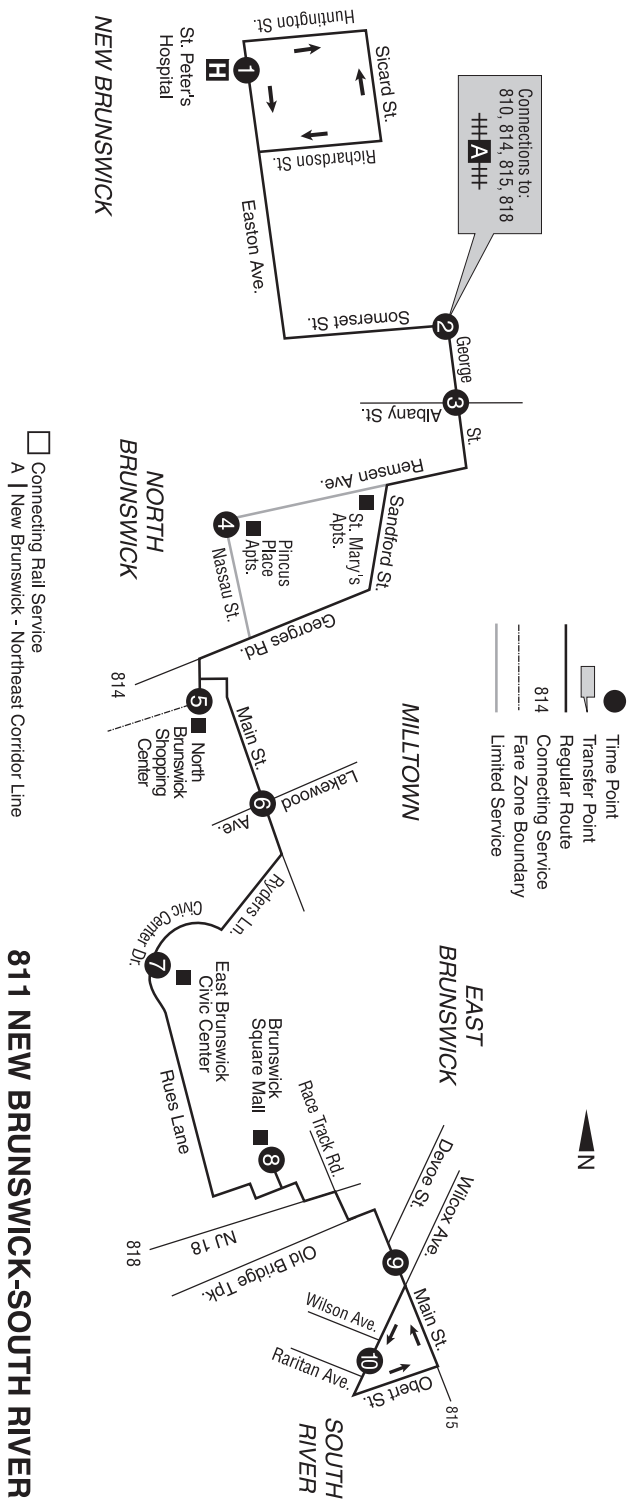 811 NEW BRUNSWICK-SOUTH RIVER
Time Point
Transfer Point
Regular Route
814 Connecting Service
Fare Zone Boundary
Limited Service
N
Connections to:
810, 814, 815, 818
A
NEW BRUNSWICK
St. Peter's
Hospital
H
1
Huntington St.
Sicard St.
Richardson St.
Easton Ave.
Somerset St.
2
George
St.
3
Albany St.
Remsen Ave.
Sandford St.
St. Mary's
Apts.
NORTH
BRUNSWICK
4
Pincus
Place
Apts.
Nassau St.
Georges Rd.
814
5
North
Brunswick
Shopping
Center
MILLTOWN
Main St.
6
Lakewood
Ave.
Ryders Ln.
Civic Center Dr.
7
East Brunswick
Civic Center
Rues Lane
EAST
BRUNSWICK
Brunswick
Square Mall
8
Race Track Rd.
NJ 18
818
Old Bridge Tpk.
Devoe St.
Wilcox Ave.
9
Main St.
Wilson Ave.
10
Raritan Ave.
Obert St.
815
SOUTH
RIVER
Connecting Rail Service
A | New Brunswick - Northeast Corridor Line